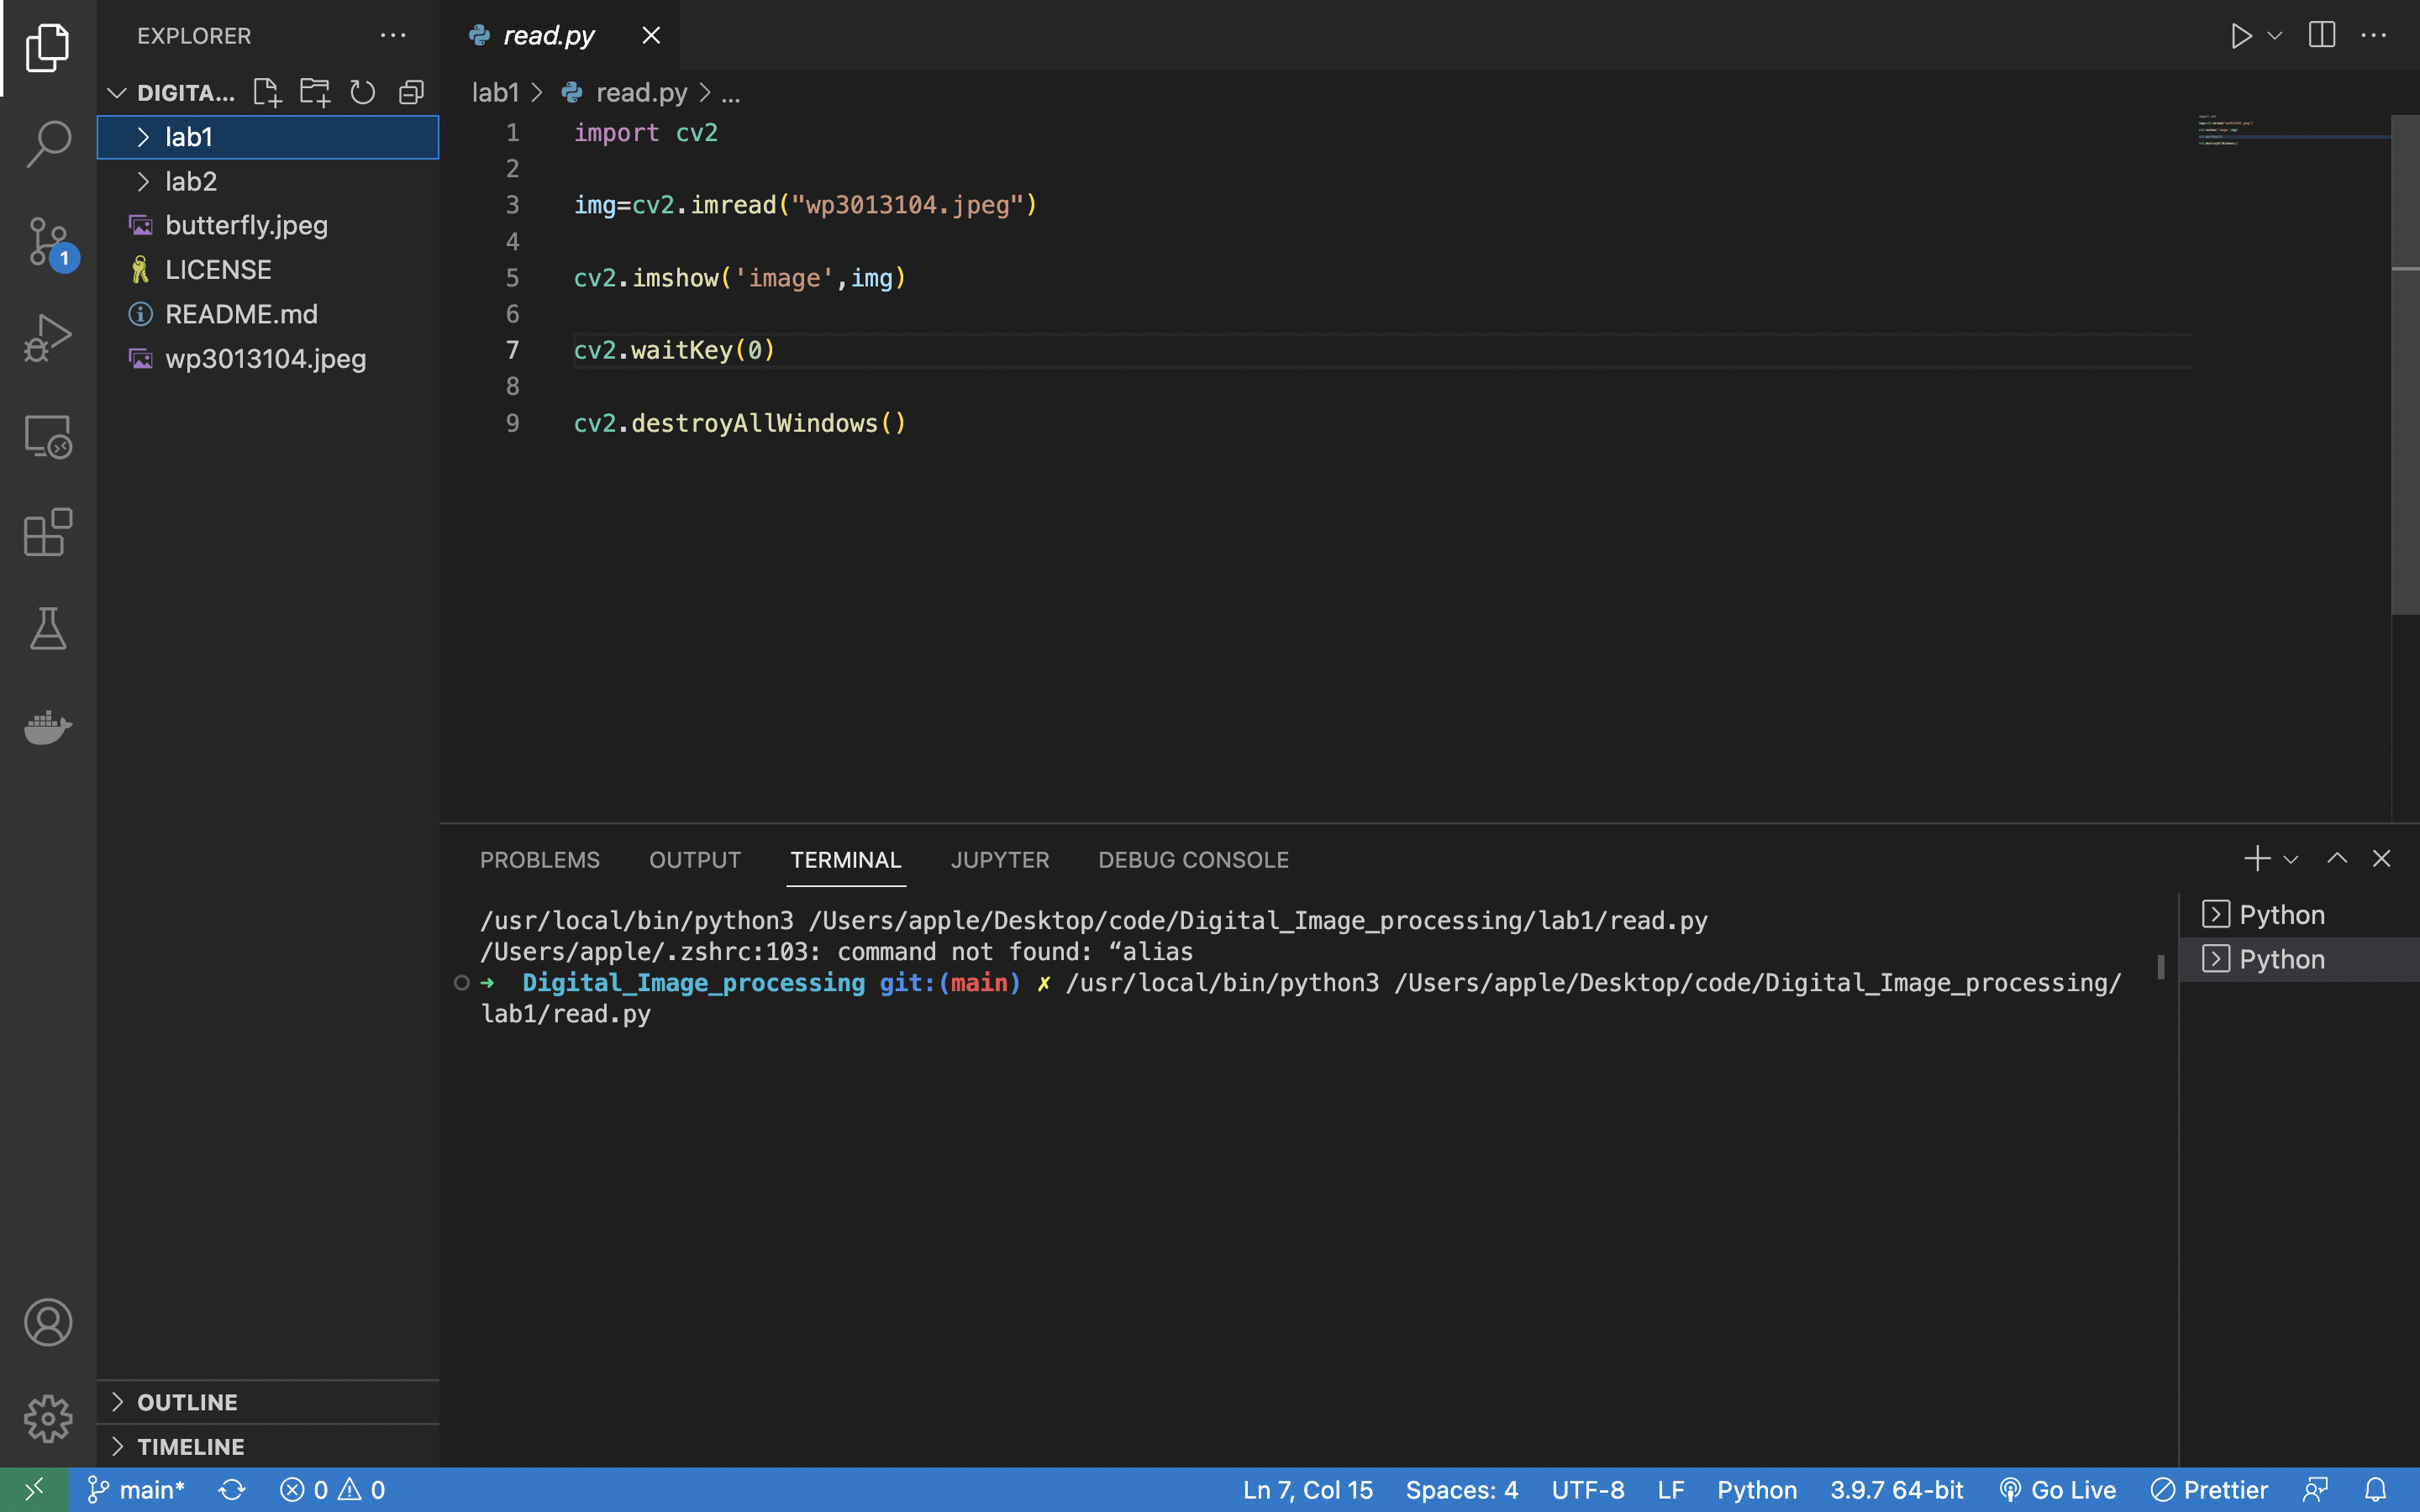 EXPLORER
DIGITA...
lab1
lab2
butterfly.jpeg
LICENSE
README.md
wp3013104.jpeg
OUTLINE
TIMELINE
read.py
lab1 > read.py > ...
1 import cv2
2
3 img=cv2.imread("wp3013104.jpeg")
4
5 cv2.imshow('image',img)
6
7 cv2.waitKey(0)
8
9 cv2.destroyAllWindows()
PROBLEMS OUTPUT TERMINAL JUPYTER DEBUG CONSOLE
/usr/local/bin/python3 /Users/apple/Desktop/code/Digital_Image_processing/lab1/read.py
/Users/apple/.zshrc:103: command not found: “alias
➜ Digital_Image_processing git:(main) ✗ /usr/local/bin/python3 /Users/apple/Desktop/code/Digital_Image_processing/
lab1/read.py
Python
Python
1
main* 0 0 Ln 7, Col 15 Spaces: 4 UTF-8 LF Python 3.9.7 64-bit Go Live Prettier